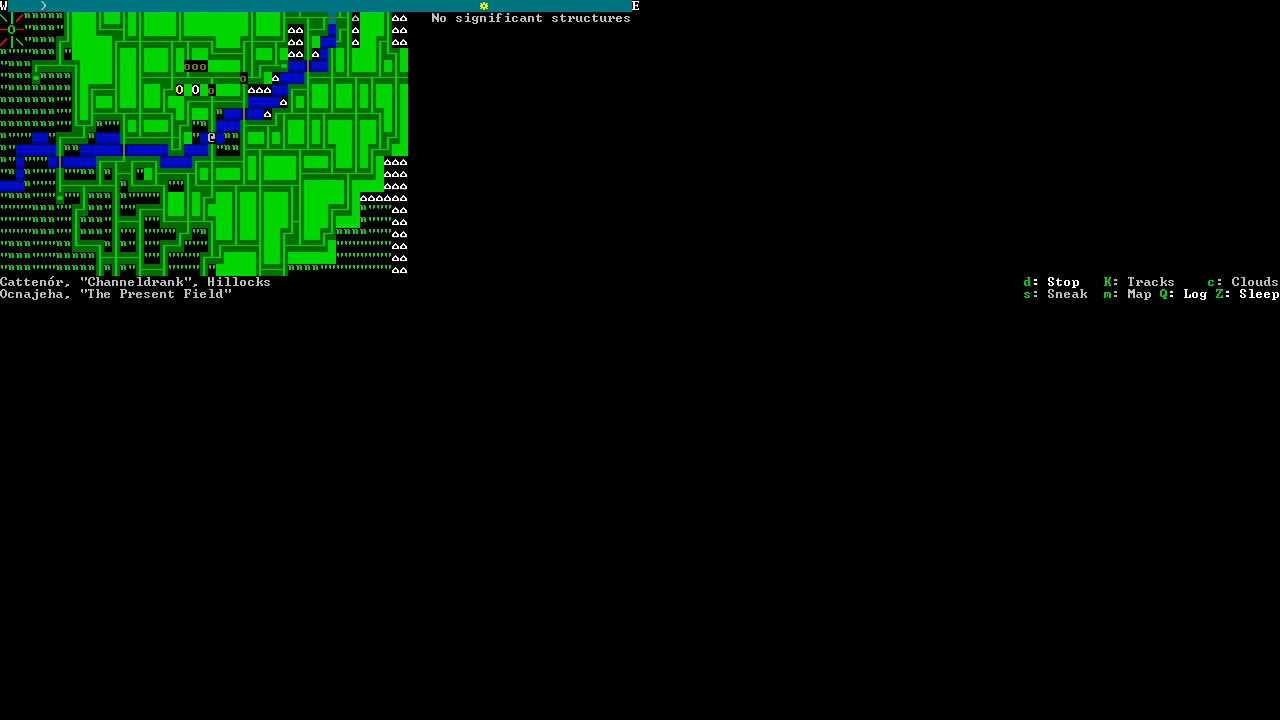 W E
No significant structures
Cattenór, "Channeldrank", Hillocks
Ocnajeha, "The Present Field"
d: Stop K: Tracks c: Clouds
s: Sneak m: Map Q: Log Z: Sleep